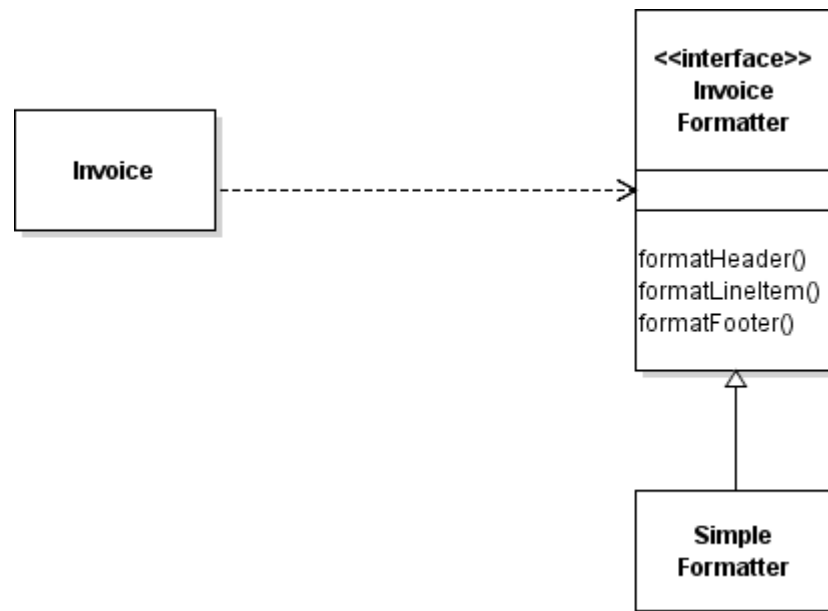 Invoice
<<interface>>
Invoice
Formatter
formatHeader()
formatLineItem()
formatFooter()
Simple
Formatter